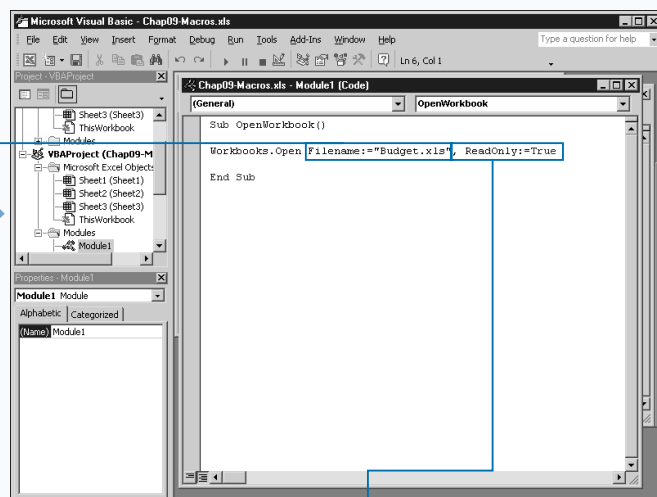 Microsoft Visual Basic - Chap09-Macros.xls
File Edit View Insert Format Debug Run Tools Add-Ins Window Help
Type a question for help
Ln 6, Col 1
Project - VBAProject
Chap09-Macros.xls - Module1 (Code)
(General) OpenWorkbook
Sheet3 (Sheet3)
ThisWorkbook
Modules
VBAProject (Chap09-M
Microsoft Excel Objects
Sheet1 (Sheet1)
Sheet2 (Sheet2)
Sheet3 (Sheet3)
ThisWorkbook
Modules
Module1
Sub OpenWorkbook()
Workbooks.Open Filename:="Budget.xls", ReadOnly:=True
End Sub
Properties - Module1
Module1 Module
Alphabetic Categorized
(Name) Module1